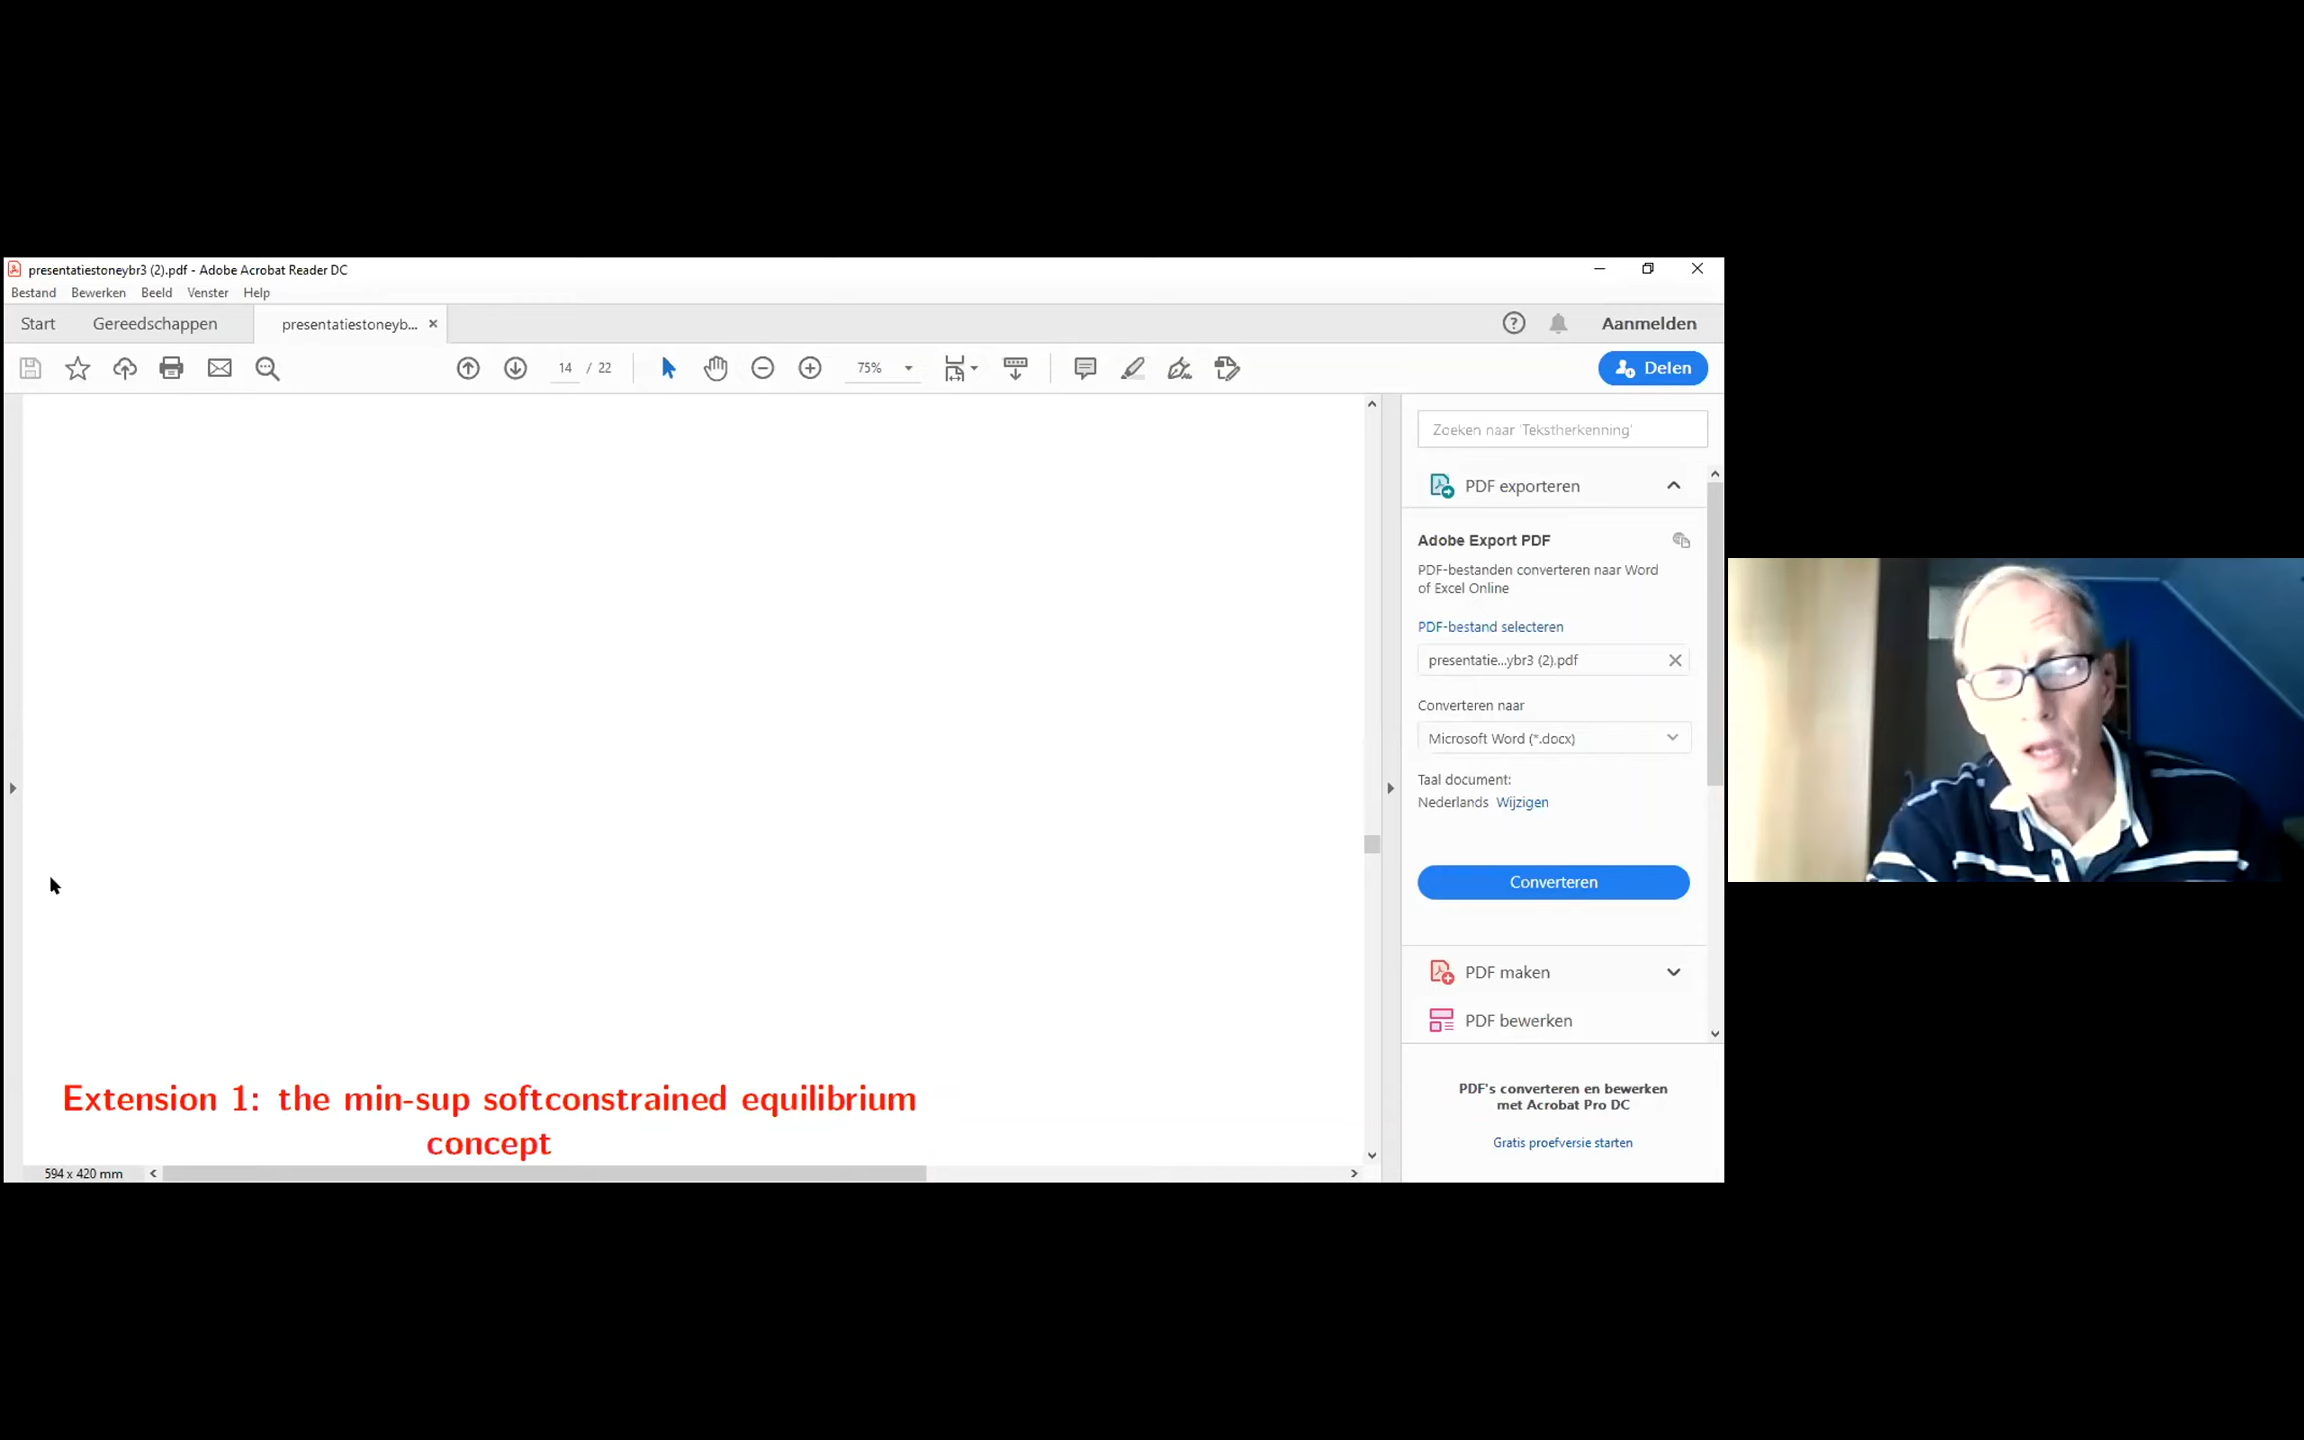 presentatiestoneybr3 (2).pdf - Adobe Acrobat Reader DC
Bestand Bewerken Beeld Venster Help
Start Gereedschappen presentatiestoneyb... Aanmelden
14 / 22 75% Delen
Zoeken naar 'Tekstherkenning'
PDF exporteren
Adobe Export PDF
PDF-bestanden converteren naar Word
of Excel Online
PDF-bestand selecteren
presentatie...ybr3 (2).pdf
Converteren naar
Microsoft Word (*.docx)
Taal document:
Nederlands Wijzigen
Converteren
PDF maken
PDF bewerken
PDF's converteren en bewerken
met Acrobat Pro DC
Gratis proefversie starten
Extension 1: the min-sup softconstrained equilibrium
concept
594 x 420 mm